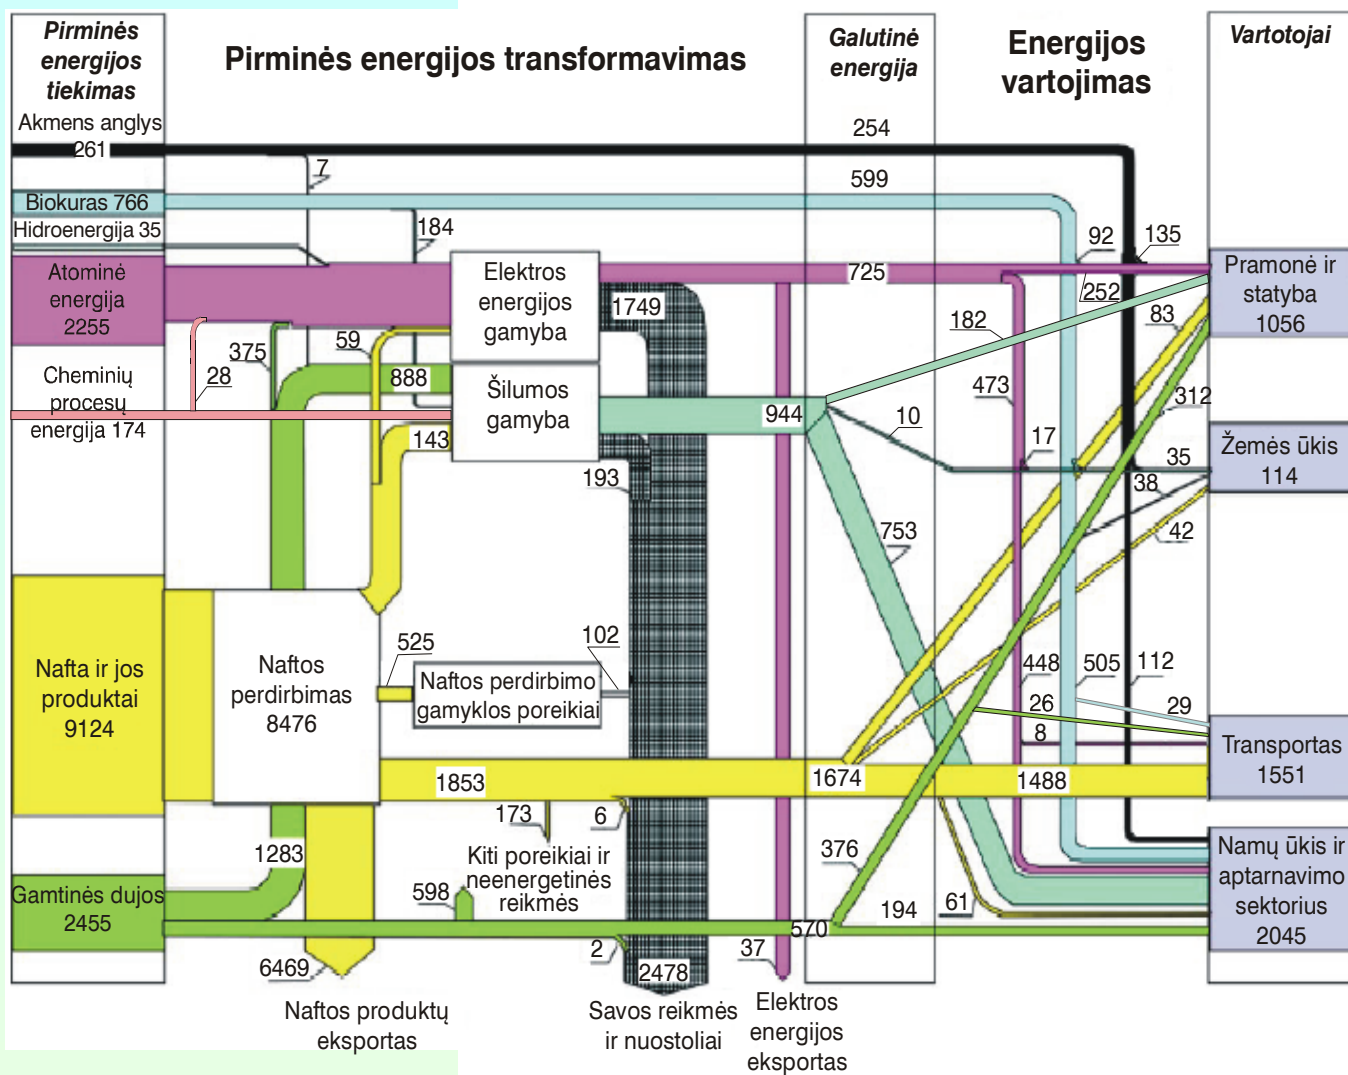 Pirminės
energijos
tiekimas
Pirminės energijos transformavimas
Galutinė
energija
Energijos
vartojimas
Vartotojai
Akmens anglys
261
254
7
Biokuras 766
599
Hidroenergija 35
184
92
135
Atominė
energija
2255
Elektros
energijos
gamyba
1749
725
252
Pramonė ir
statyba
1056
375
59
182
83
28
888
Cheminių
procesų
energija 174
Šilumos
gamyba
143
944
473
312
10
17
35
Žemės ūkis
114
193
38
42
753
Nafta ir jos
produktai
9124
Naftos
perdirbimas
8476
525
102
Naftos perdirbimo
gamyklos poreikiai
448
505
112
26
29
8
Transportas
1551
1853
1674
1488
173
6
1283
Kiti poreikiai ir
neenergetinės
reikmės
376
Namų ūkis ir
aptarnavimo
sektorius
2045
Gamtinės dujos
2455
598
194
61
570
6469
2
2478
37
Naftos produktų
eksportas
Savos reikmės
ir nuostoliai
Elektros
energijos
eksportas